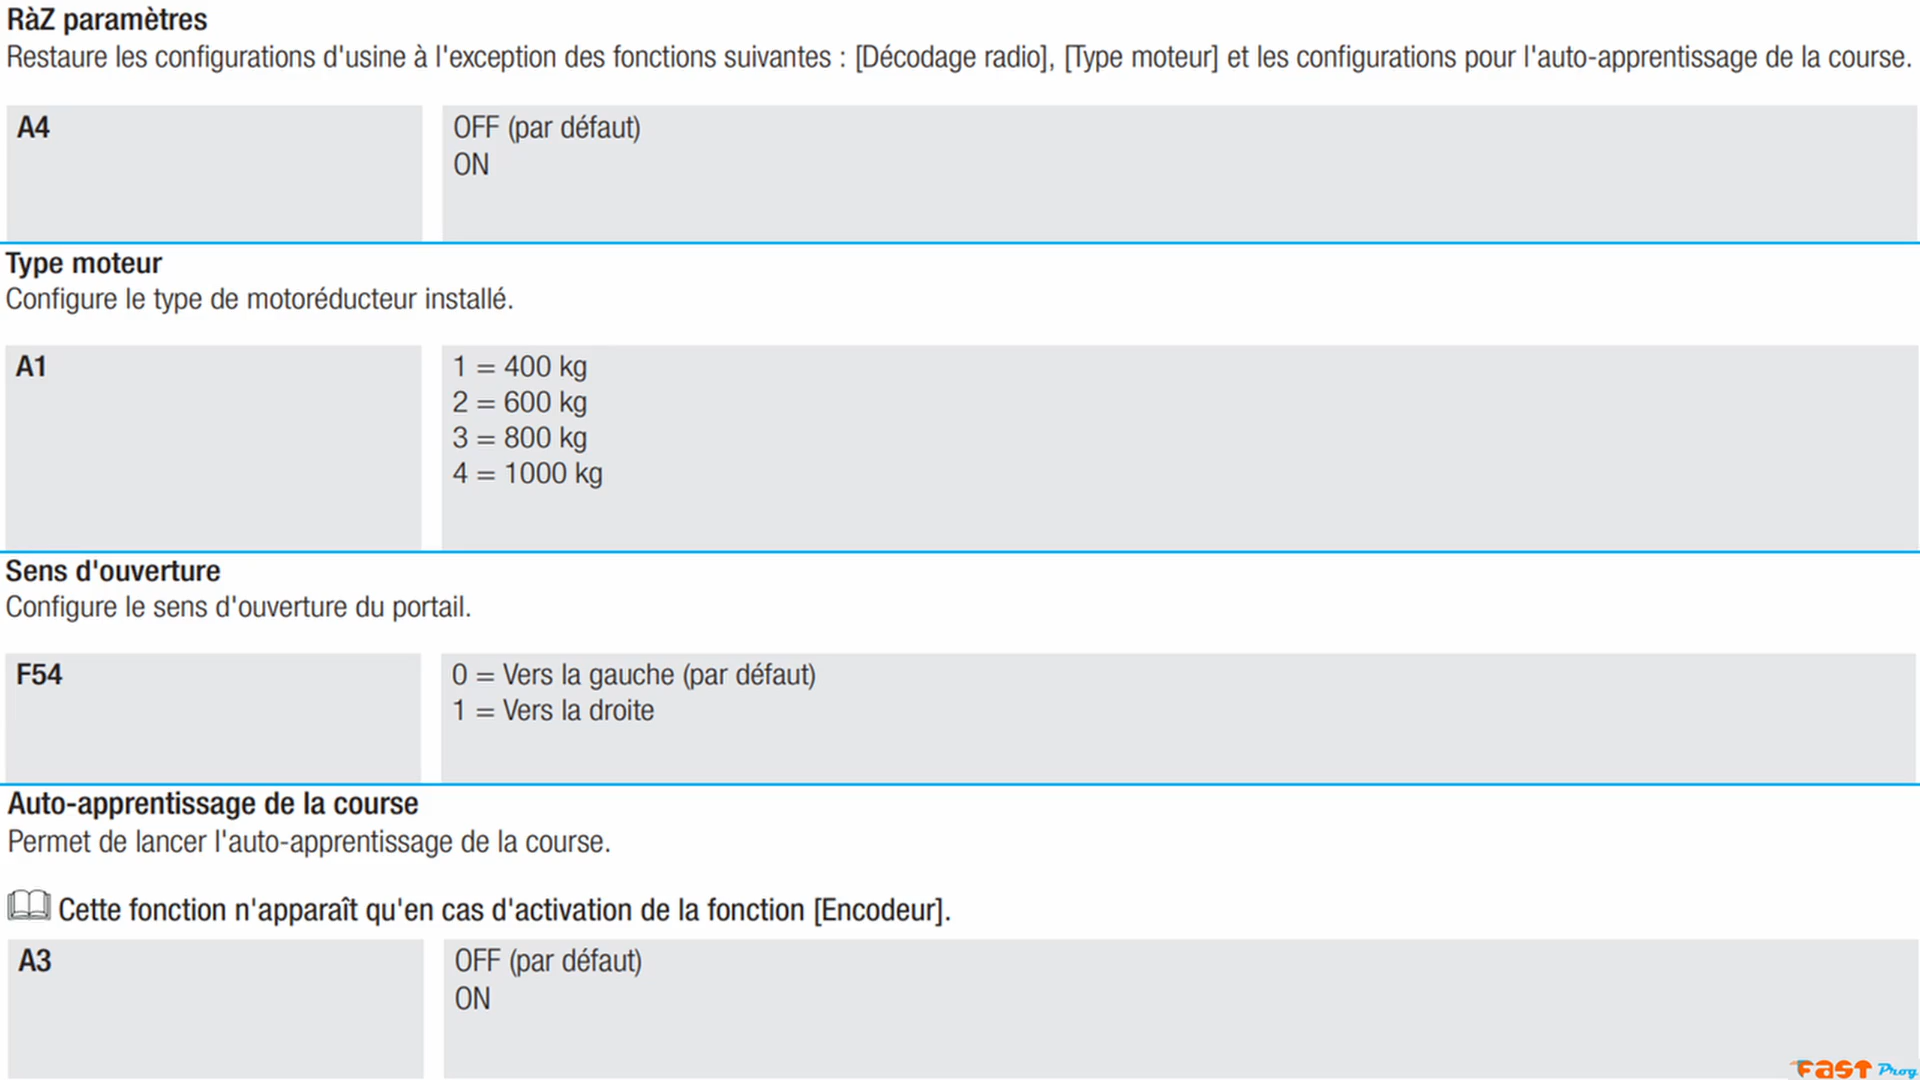 RàZ paramètres
Restaure les configurations d'usine à l'exception des fonctions suivantes : [Décodage radio], [Type moteur] et les configurations pour l'auto-apprentissage de la course.
A4
OFF (par défaut)
ON
Type moteur
Configure le type de motoréducteur installé.
A1
1 = 400 kg
2 = 600 kg
3 = 800 kg
4 = 1000 kg
Sens d'ouverture
Configure le sens d'ouverture du portail.
F54
0 = Vers la gauche (par défaut)
1 = Vers la droite
Auto-apprentissage de la course
Permet de lancer l'auto-apprentissage de la course.
Cette fonction n'apparaît qu'en cas d'activation de la fonction [Encodeur].
A3
OFF (par défaut)
ON
FAST Prog